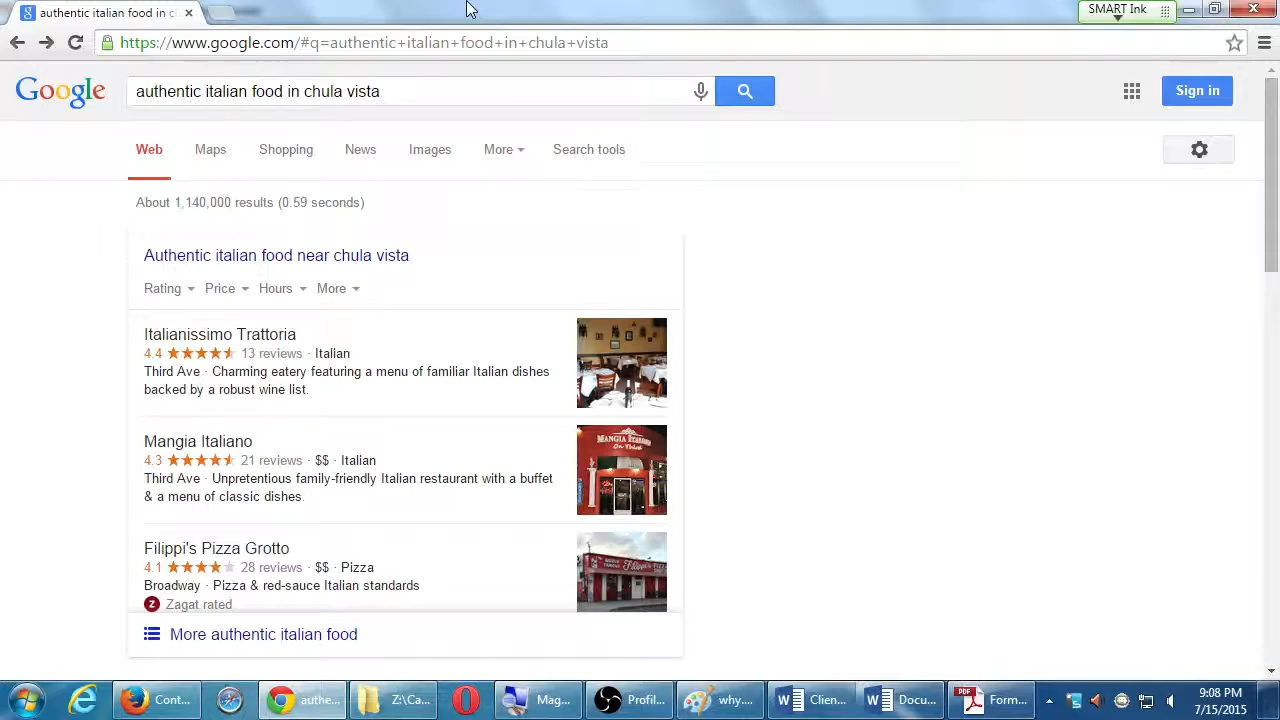 authentic italian food in c
SMART Ink
https://www.google.com/#q=authentic+italian+food+in+chula+vista
Google
authentic italian food in chula vista
Sign in
Web Maps Shopping News Images More Search tools
About 1,140,000 results (0.59 seconds)
Authentic italian food near chula vista
Rating Price Hours More
Italianissimo Trattoria
4.4 13 reviews · Italian
Third Ave · Charming eatery featuring a menu of familiar Italian dishes
backed by a robust wine list.
Mangia Italiano
4.3 21 reviews · $$ · Italian
Third Ave · Unpretentious family-friendly Italian restaurant with a buffet
& a menu of classic dishes.
MANGIA ITALIANO
Filippi's Pizza Grotto
4.1 28 reviews · $$ · Pizza
Broadway · Pizza & red-sauce Italian standards
Z Zagat rated
Filippi's
More authentic italian food
Cont... authe... Z:\Ca... Mag... Profil... why.... Clien... Docu... PDF Form...
9:08 PM
7/15/2015